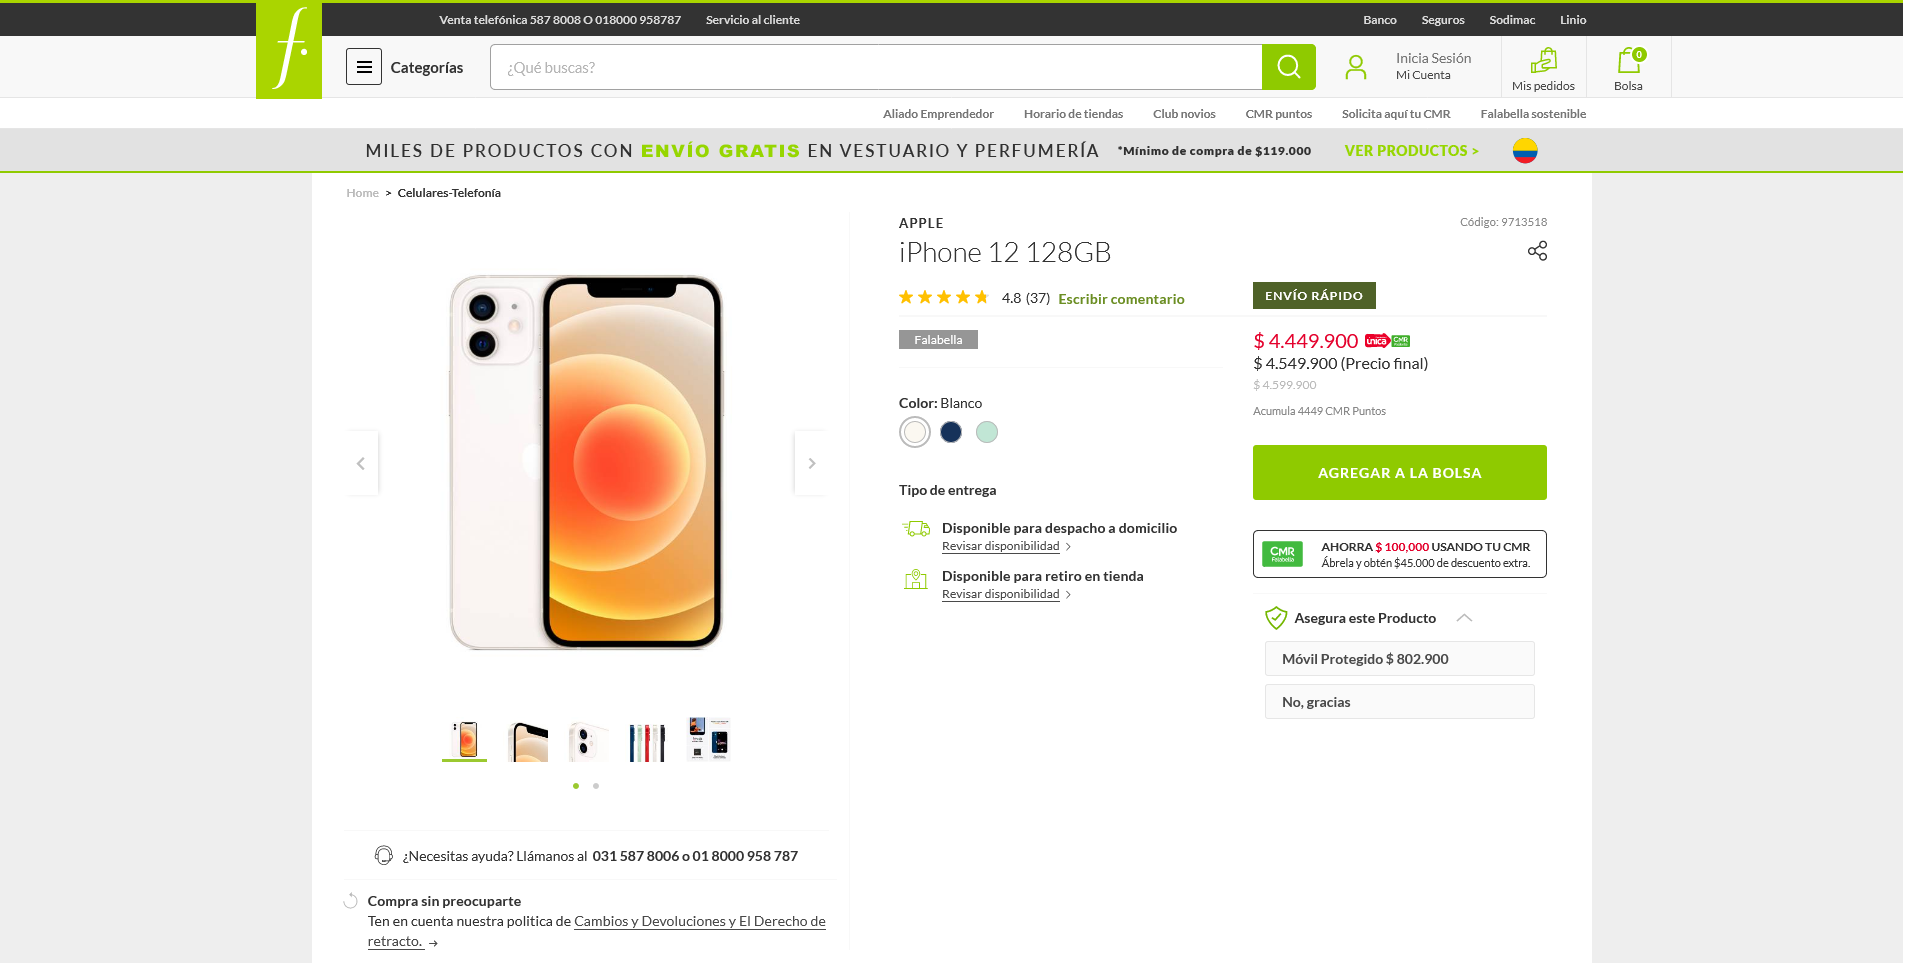 Venta telefónica 587 8008 O 018000 958787 Servicio al cliente Banco Seguros Sodimac Linio
f.
Categorías ¿Qué buscas? Inicia Sesión
Mi Cuenta
Mis pedidos
0
Bolsa
Aliado Emprendedor Horario de tiendas Club novios CMR puntos Solicita aquí tu CMR Falabella sostenible
MILES DE PRODUCTOS CON ENVÍO GRATIS EN VESTUARIO Y PERFUMERÍA *Mínimo de compra de $119.000 VER PRODUCTOS >
Home > Celulares-Telefonía
APPLE
Código: 9713518
iPhone 12 128GB
4.8 (37) Escribir comentario
ENVÍO RÁPIDO
Falabella
$ 4.449.900 unica CMR
$ 4.549.900 (Precio final)
$ 4.599.900
Acumula 4449 CMR Puntos
Color: Blanco
AGREGAR A LA BOLSA
Tipo de entrega
Disponible para despacho a domicilio
Revisar disponibilidad >
Disponible para retiro en tienda
Revisar disponibilidad >
CMR
Falabella
AHORRA $ 100,000 USANDO TU CMR
Ábrela y obtén $45.000 de descuento extra.
Asegura este Producto
Móvil Protegido $ 802.900
No, gracias
¿Necesitas ayuda? Llámanos al 031 587 8006 o 01 8000 958 787
Compra sin preocuparte
Ten en cuenta nuestra politica de Cambios y Devoluciones y El Derecho de
retracto. →